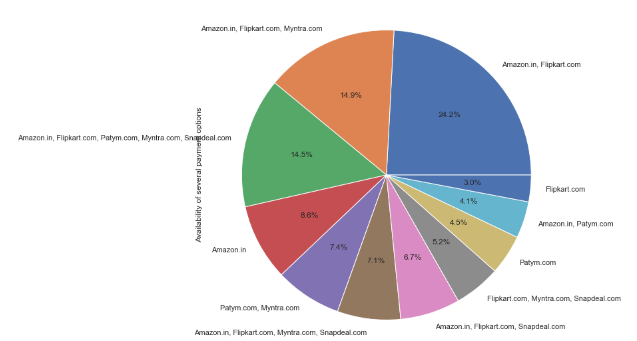 Amazon.in, Flipkart.com, Myntra.com
Amazon.in, Flipkart.com
14.9%
24.2%
Amazon.in, Flipkart.com, Patym.com, Myntra.com, Snapdeal.com
Availability of several payment options
14.5%
3.0%
Flipkart.com
4.1%
8.6%
4.5%
Amazon.in, Patym.com
5.2%
Amazon.in
7.4%
6.7%
7.1%
Patym.com
Flipkart.com, Myntra.com, Snapdeal.com
Patym.com, Myntra.com
Amazon.in, Flipkart.com, Snapdeal.com
Amazon.in, Flipkart.com, Myntra.com, Snapdeal.com